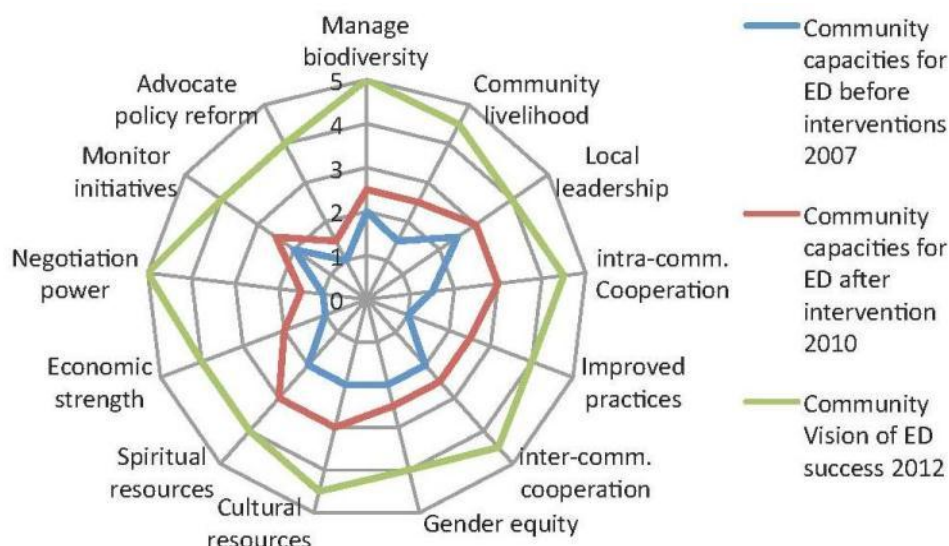 Manage
biodiversity
Community
livelihood
Local
leadership
intra-comm.
Cooperation
Improved
practices
inter-comm.
cooperation
Gender equity
Cultural
resources
Spiritual
resources
Economic
strength
Negotiation
power
Monitor
initiatives
Advocate
policy reform
5
4
3
2
1
0
Community
capacities for
ED before
interventions
2007
Community
capacities for
ED after
intervention
2010
Community
Vision of ED
success 2012